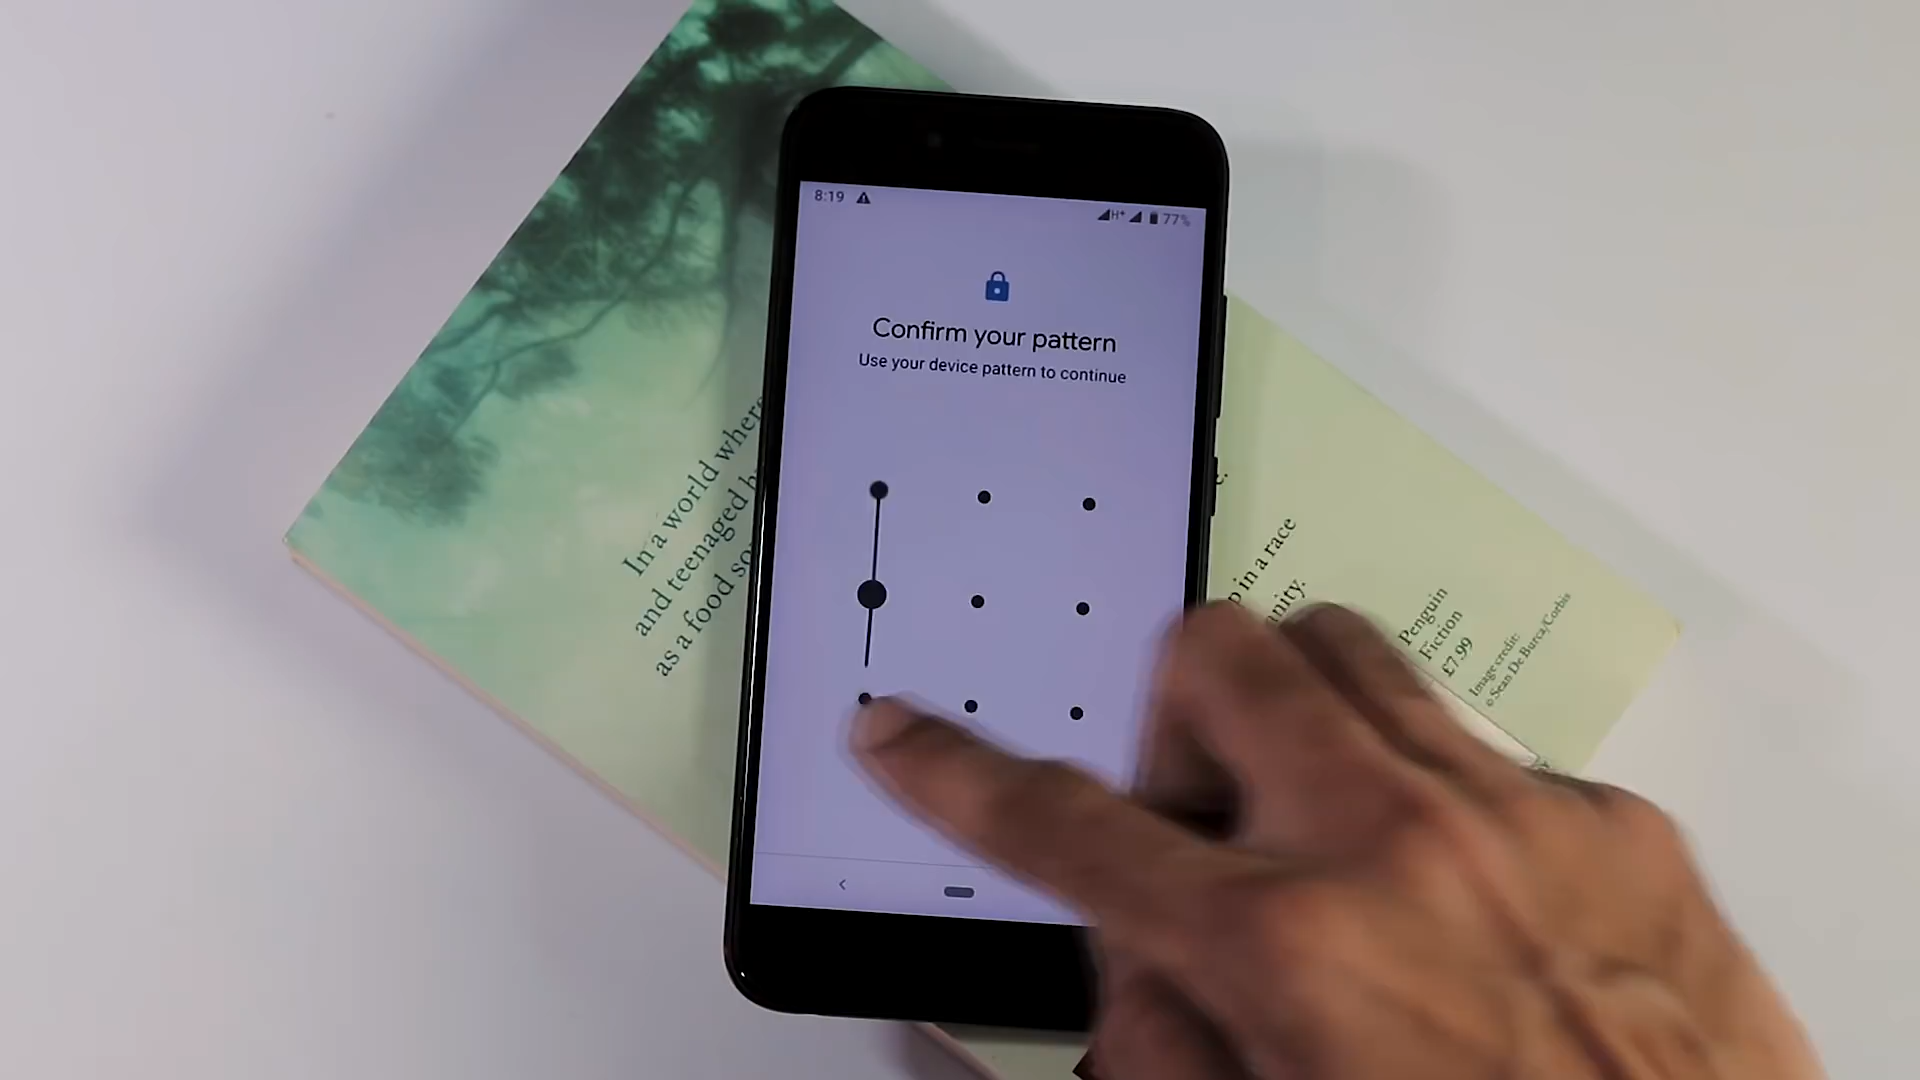 8:19
H+ 77%
Confirm your pattern
Use your device pattern to continue
In a world where
and teenaged
as a food
p in a race
anity.
Penguin
Fiction
£7.99
Image credit:
© Sean De Burca/Corbis